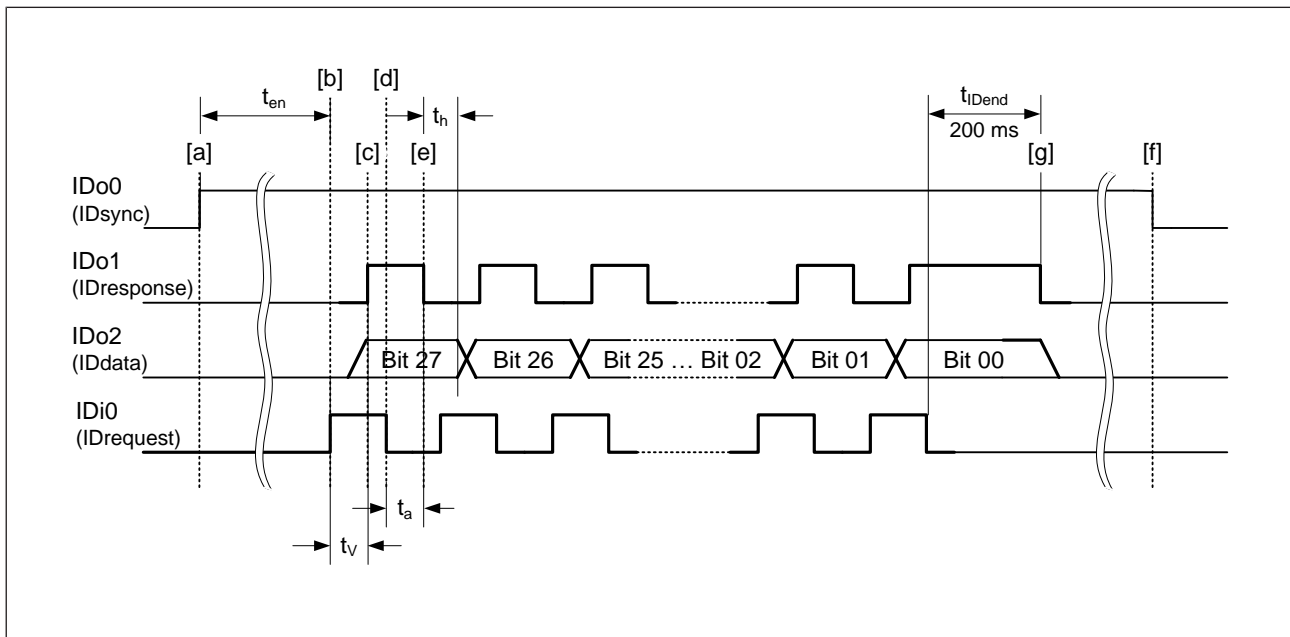 [b] [d]
t_en t_h t_IDend
200 ms
[a] [c] [e] [g] [f]
IDo0
(IDsync)
IDo1
(IDresponse)
IDo2
(IDdata)
Bit 27 Bit 26 Bit 25 … Bit 02 Bit 01 Bit 00
IDi0
(IDrequest)
t_a
t_V